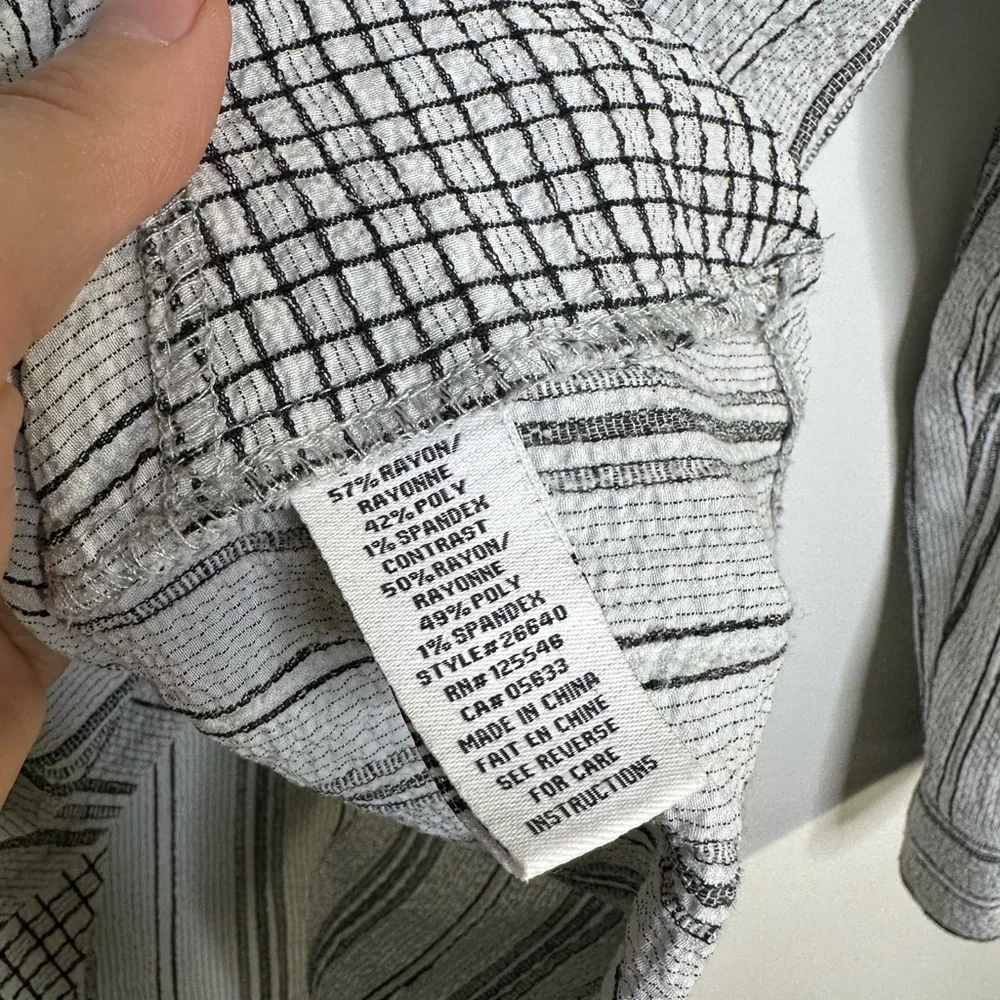 57% RAYON/
RAYONNE
42% POLY
1% SPANDEX
CONTRAST
50% RAYON/
RAYONNE
49% POLY
1% SPANDEX
STYLE# 26640
RN# 125546
CA# 05633
MADE IN CHINA
FAIT EN CHINE
SEE REVERSE
FOR CARE
INSTRUCTIONS